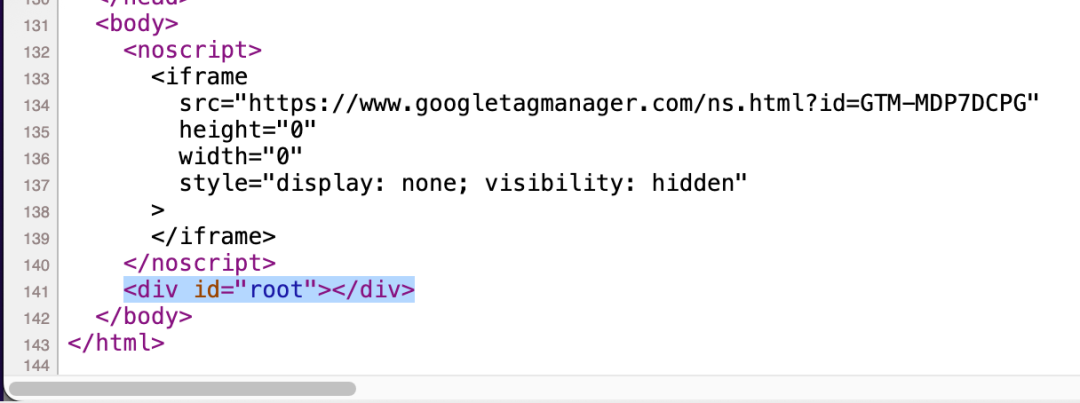 130 </head>
131 <body>
132 <noscript>
133 <iframe
134 src="https://www.googletagmanager.com/ns.html?id=GTM-MDP7DCPG"
135 height="0"
136 width="0"
137 style="display: none; visibility: hidden"
138 >
139 </iframe>
140 </noscript>
141 <div id="root"></div>
142 </body>
143 </html>
144